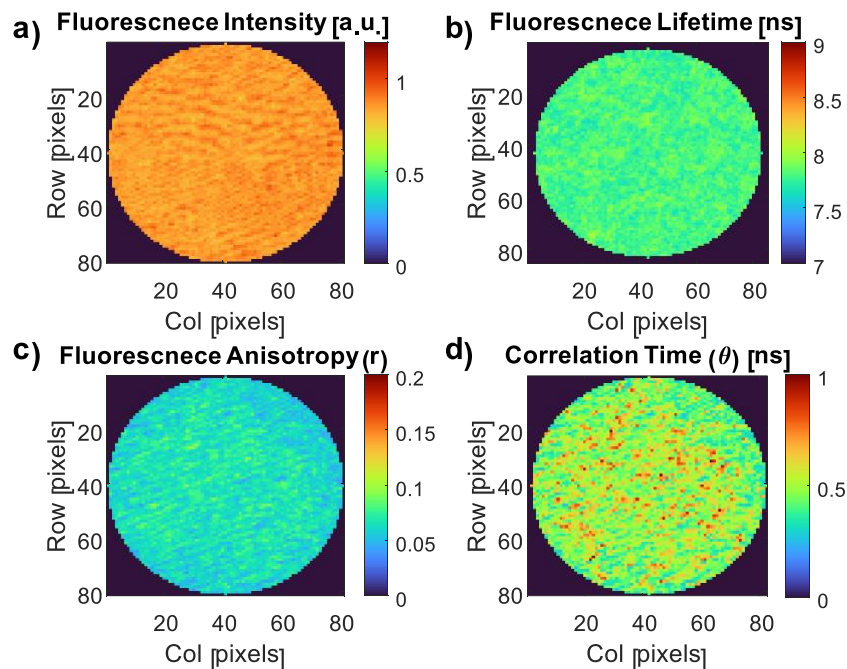 a) Fluorescnece Intensity [a.u.]
1
0.5
0
20
40
60
80
Row [pixels]
20 40 60 80
Col [pixels]
b) Fluorescnece Lifetime [ns]
9
8.5
8
7.5
7
20
40
60
80
Row [pixels]
20 40 60 80
Col [pixels]
c) Fluorescnece Anisotropy (r)
0.2
0.15
0.1
0.05
0
20
40
60
80
Row [pixels]
20 40 60 80
Col [pixels]
d) Correlation Time (θ) [ns]
1
0.5
0
20
40
60
80
Row [pixels]
20 40 60 80
Col [pixels]